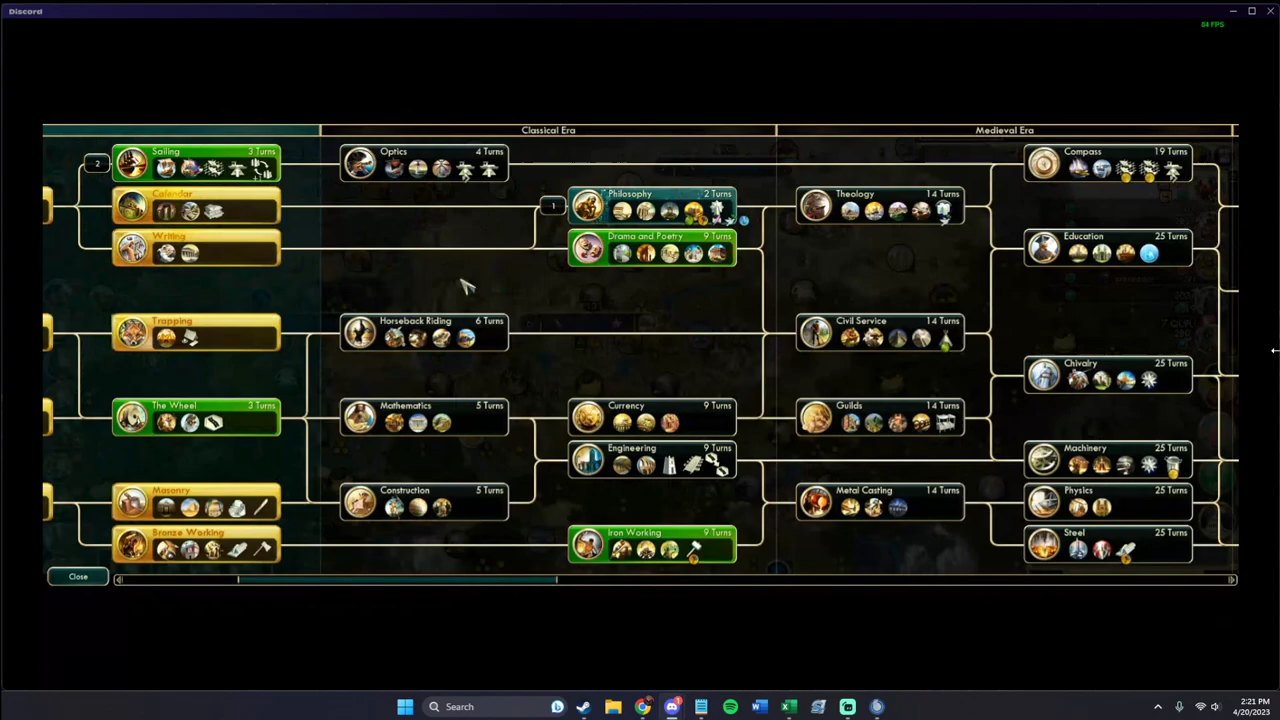 Discord
84 FPS
Classical Era
Medieval Era
2
Sailing 3 Turns
Optics 4 Turns
Compass 19 Turns
Calendar
1
Philosophy 2 Turns
Theology 14 Turns
Writing
Drama and Poetry 9 Turns
Education 25 Turns
Trapping
Horseback Riding 6 Turns
Civil Service 14 Turns
Chivalry 25 Turns
The Wheel 3 Turns
Mathematics 5 Turns
Currency 9 Turns
Guilds 14 Turns
Engineering 9 Turns
Machinery 25 Turns
Masonry
Construction 5 Turns
Metal Casting 14 Turns
Physics 25 Turns
Bronze Working
Iron Working 9 Turns
Steel 25 Turns
Close
Search
2:21 PM
4/20/2023